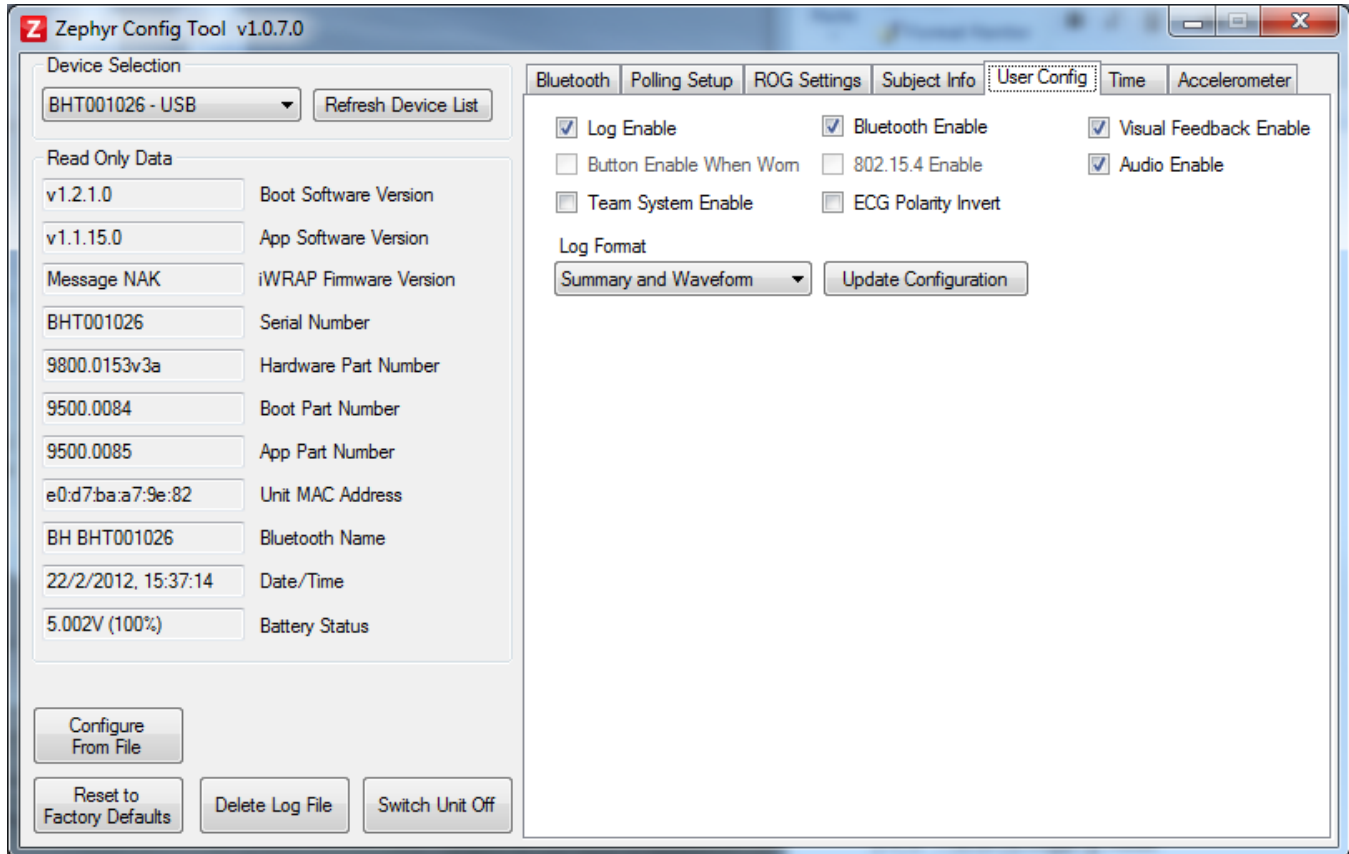 Z Zephyr Config Tool v1.0.7.0
Device Selection
BHT001026 - USB
Refresh Device List
Read Only Data
v1.2.1.0 Boot Software Version
v1.1.15.0 App Software Version
Message NAK iWRAP Firmware Version
BHT001026 Serial Number
9800.0153v3a Hardware Part Number
9500.0084 Boot Part Number
9500.0085 App Part Number
e0:d7:ba:a7:9e:82 Unit MAC Address
BH BHT001026 Bluetooth Name
22/2/2012, 15:37:14 Date/Time
5.002V (100%) Battery Status
Configure
From File
Reset to
Factory Defaults
Delete Log File
Switch Unit Off
Bluetooth Polling Setup ROG Settings Subject Info User Config Time Accelerometer
Log Enable Bluetooth Enable Visual Feedback Enable
Button Enable When Worn 802.15.4 Enable Audio Enable
Team System Enable ECG Polarity Invert
Log Format
Summary and Waveform Update Configuration